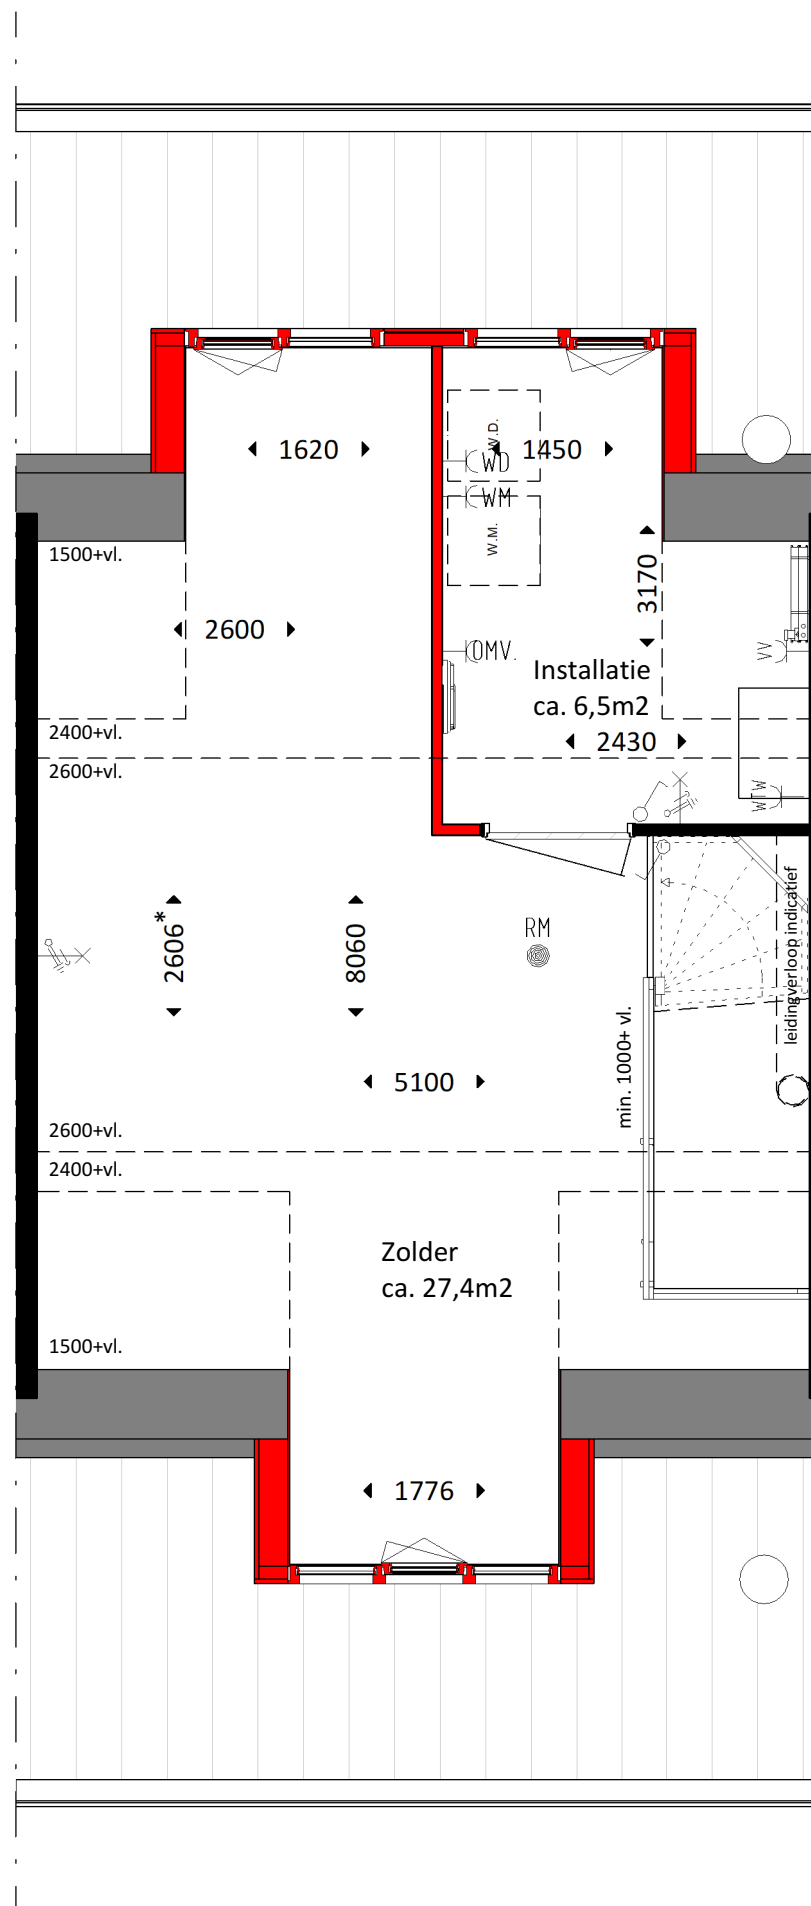 W.D.
1620
1450
WD
WM
W.M.
1500+vl.
3170
2600
OMV.
VV
Installatie
ca. 6,5m2
2400+vl.
2430
2600+vl.
WV
2606*
8060
RM
leidingverloop indicatief
min. 1000+ vl.
5100
2600+vl.
2400+vl.
Zolder
ca. 27,4m2
1500+vl.
1776